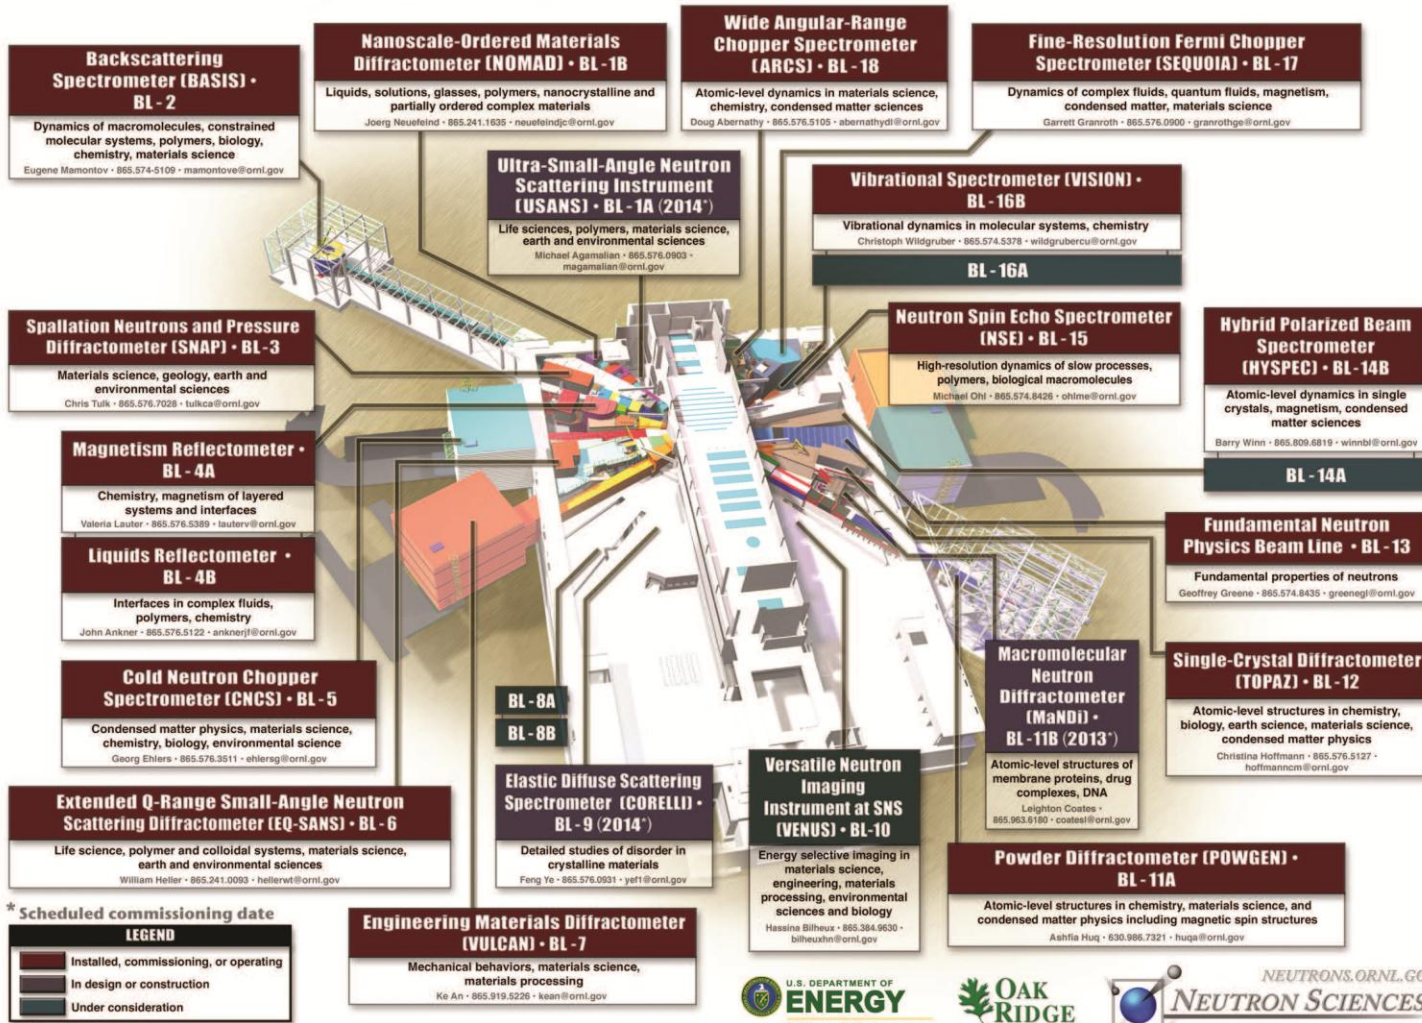 Backscattering
Spectrometer (BASIS) •
BL - 2
Dynamics of macromolecules, constrained
molecular systems, polymers, biology,
chemistry, materials science
Eugene Mamontov • 865.574-5109 • mamontove@ornl.gov
Nanoscale-Ordered Materials
Diffractometer (NOMAD) • BL - 1B
Liquids, solutions, glasses, polymers, nanocrystalline and
partially ordered complex materials
Joerg Neuefeind • 865.241.1635 • neuefeindjc@ornl.gov
Wide Angular-Range
Chopper Spectrometer
(ARCS) • BL - 18
Atomic-level dynamics in materials science,
chemistry, condensed matter sciences
Doug Abernathy • 865.576.5105 • abernathydl@ornl.gov
Fine-Resolution Fermi Chopper
Spectrometer (SEQUOIA) • BL - 17
Dynamics of complex fluids, quantum fluids, magnetism,
condensed matter, materials science
Garrett Granroth • 865.576.0900 • granrothge@ornl.gov
Ultra-Small-Angle Neutron
Scattering Instrument
(USANS) • BL - 1A (2014*)
Life sciences, polymers, materials science,
earth and environmental sciences
Michael Agamalian • 865.576.0903 •
magamalian@ornl.gov
Vibrational Spectrometer (VISION) •
BL - 16B
Vibrational dynamics in molecular systems, chemistry
Christoph Wildgruber • 865.574.5378 • wildgrubercu@ornl.gov
BL - 16A
Spallation Neutrons and Pressure
Diffractometer (SNAP) • BL - 3
Materials science, geology, earth and
environmental sciences
Chris Tulk • 865.576.7028 • tulkca@ornl.gov
Neutron Spin Echo Spectrometer
(NSE) • BL - 15
High-resolution dynamics of slow processes,
polymers, biological macromolecules
Michael Ohl • 865.574.8426 • ohlme@ornl.gov
Hybrid Polarized Beam
Spectrometer
(HYSPEC) • BL - 14B
Atomic-level dynamics in single
crystals, magnetism, condensed
matter sciences
Barry Winn • 865.809.6819 • winnbl@ornl.gov
BL - 14A
Magnetism Reflectometer •
BL - 4A
Chemistry, magnetism of layered
systems and interfaces
Valeria Lauter • 865.576.5389 • lauterv@ornl.gov
Liquids Reflectometer •
BL - 4B
Interfaces in complex fluids,
polymers, chemistry
John Ankner • 865.576.5122 • anknerjf@ornl.gov
Fundamental Neutron
Physics Beam Line • BL - 13
Fundamental properties of neutrons
Geoffrey Greene • 865.574.8435 • greenegl@ornl.gov
Cold Neutron Chopper
Spectrometer (CNCS) • BL - 5
Condensed matter physics, materials science,
chemistry, biology, environmental science
Georg Ehlers • 865.576.3511 • ehlersg@ornl.gov
BL - 8A
BL - 8B
Macromolecular
Neutron
Diffractometer
(MaNDi) •
BL - 11B (2013*)
Atomic-level structures of
membrane proteins, drug
complexes, DNA
Leighton Coates •
865.963.6180 • coatesl@ornl.gov
Single-Crystal Diffractometer
(TOPAZ) • BL - 12
Atomic-level structures in chemistry,
biology, earth science, materials science,
condensed matter physics
Christina Hoffmann • 865.576.5127 •
hoffmanncm@ornl.gov
Extended Q-Range Small-Angle Neutron
Scattering Diffractometer (EQ-SANS) • BL - 6
Life science, polymer and colloidal systems, materials science,
earth and environmental sciences
William Heller • 865.241.0093 • hellerwt@ornl.gov
Elastic Diffuse Scattering
Spectrometer (CORELLI) •
BL - 9 (2014*)
Detailed studies of disorder in
crystalline materials
Feng Ye • 865.576.0931 • yef1@ornl.gov
Versatile Neutron
Imaging
Instrument at SNS
(VENUS) • BL-10
Energy selective imaging in
materials science,
engineering, materials
processing, environmental
sciences and biology
Hassina Bilheux • 865.384.9630 •
bilheuxhn@ornl.gov
Powder Diffractometer (POWGEN) •
BL - 11A
Atomic-level structures in chemistry, materials science, and
condensed matter physics including magnetic spin structures
Ashfia Huq • 630.986.7321 • huqa@ornl.gov
Engineering Materials Diffractometer
(VULCAN) • BL - 7
Mechanical behaviors, materials science,
materials processing
Ke An • 865.919.5226 • kean@ornl.gov
* Scheduled commissioning date
LEGEND
Installed, commissioning, or operating
In design or construction
Under consideration
U.S. DEPARTMENT OF
ENERGY
OAK
RIDGE
NEUTRONS.ORNL.GO
NEUTRON SCIENCES